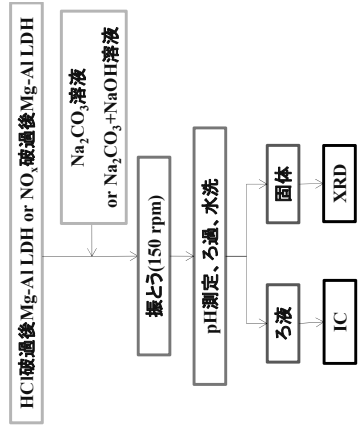 HCl破過後Mg-Al LDH or NOx破過後Mg-Al LDH
Na2CO3溶液
or Na2CO3+NaOH溶液
振とう(150 rpm)
pH測定、ろ過、水洗
ろ液
固体
IC
XRD